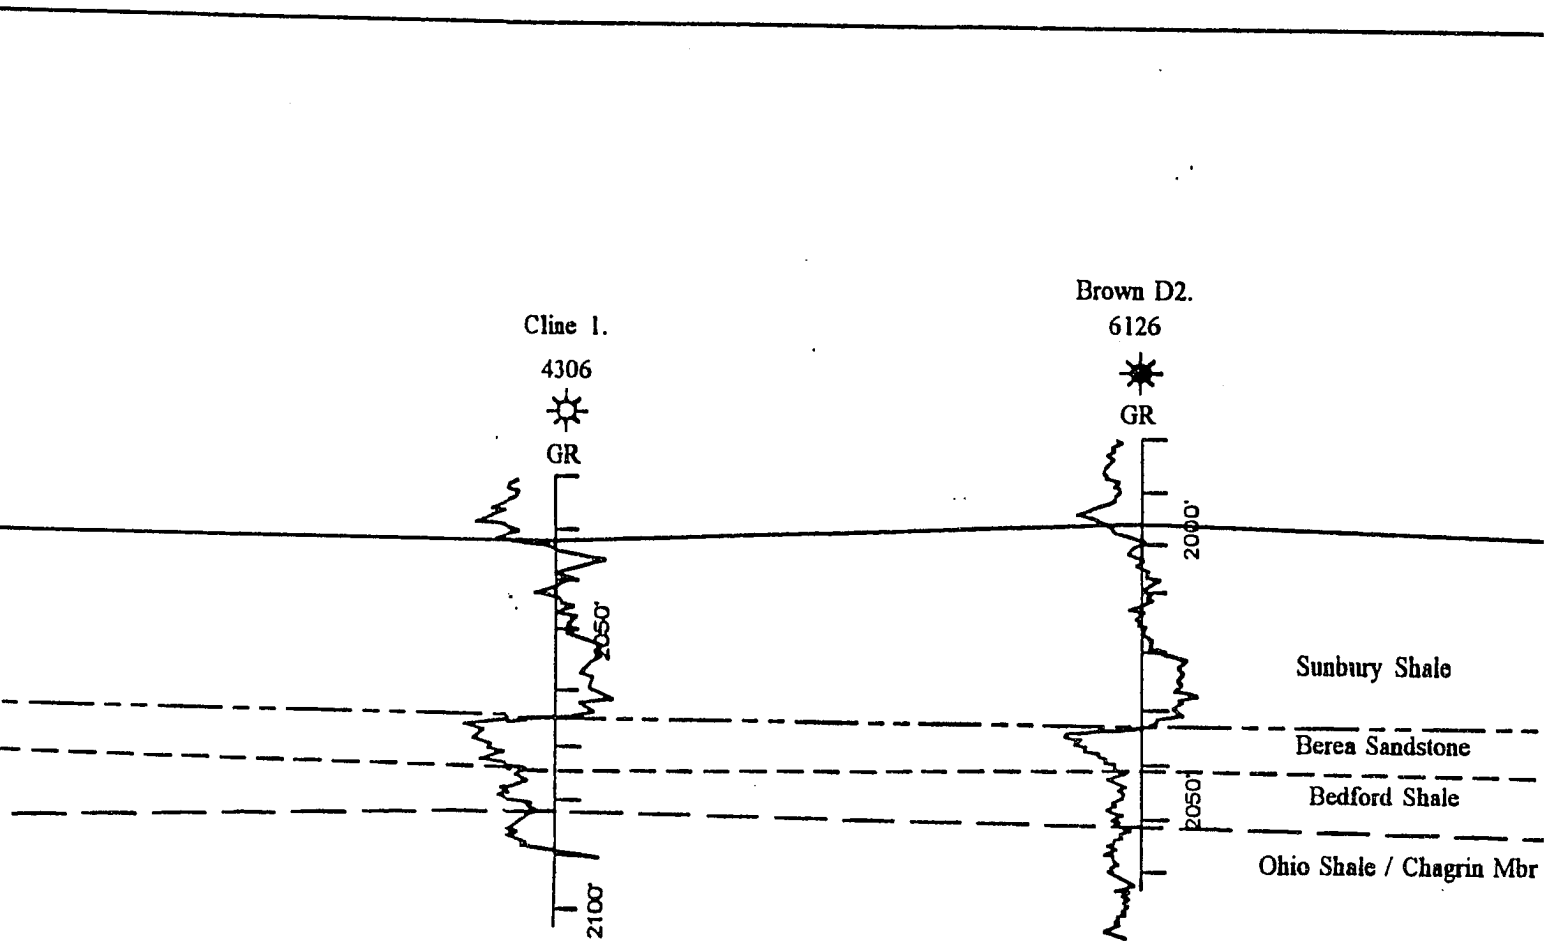 Brown D2.
6126
GR
Cline 1.
4306
GR
2000'
2050'
Sunbury Shale
Berea Sandstone
2050'
Bedford Shale
Ohio Shale / Chagrin Mbr
2100'